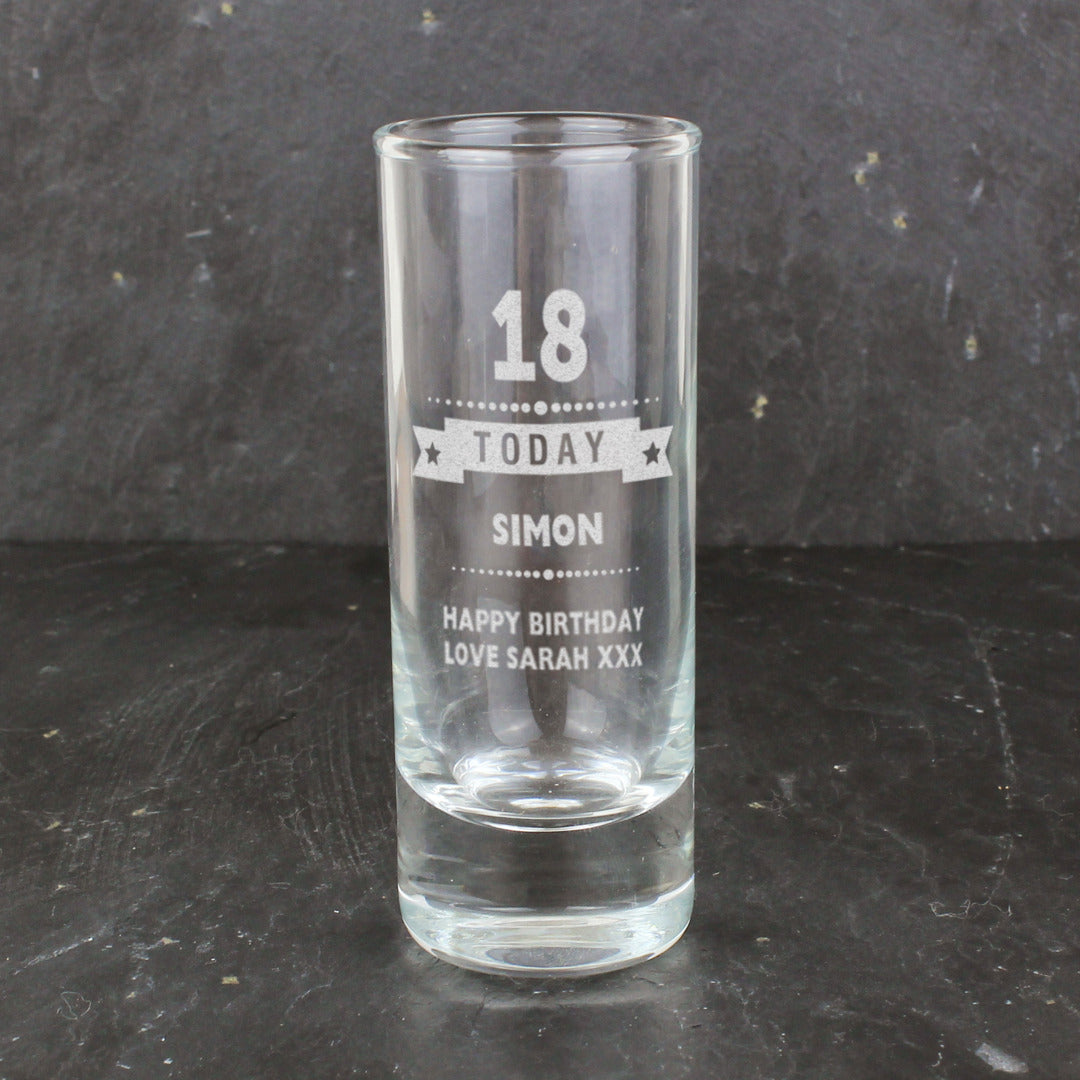 18
TODAY
SIMON
HAPPY BIRTHDAY
LOVE SARAH XXX